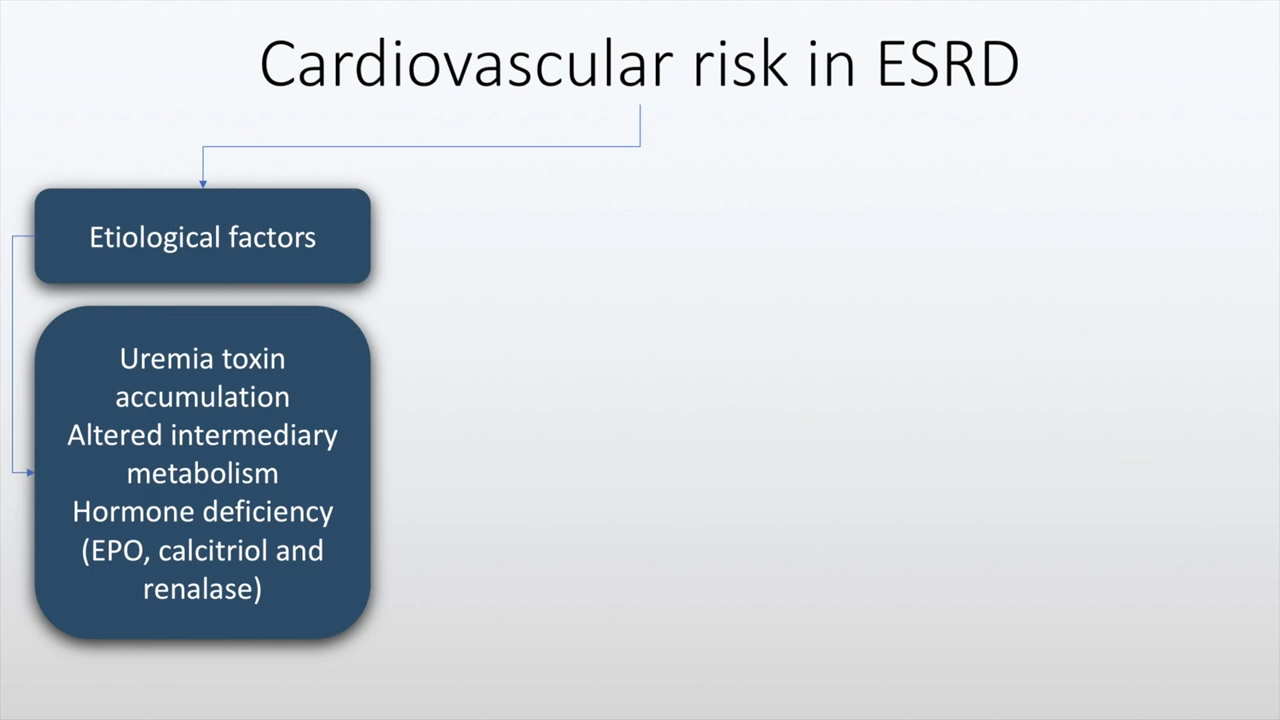 Cardiovascular risk in ESRD
Etiological factors
Uremia toxin
accumulation
Altered intermediary
metabolism
Hormone deficiency
(EPO, calcitriol and
renalase)